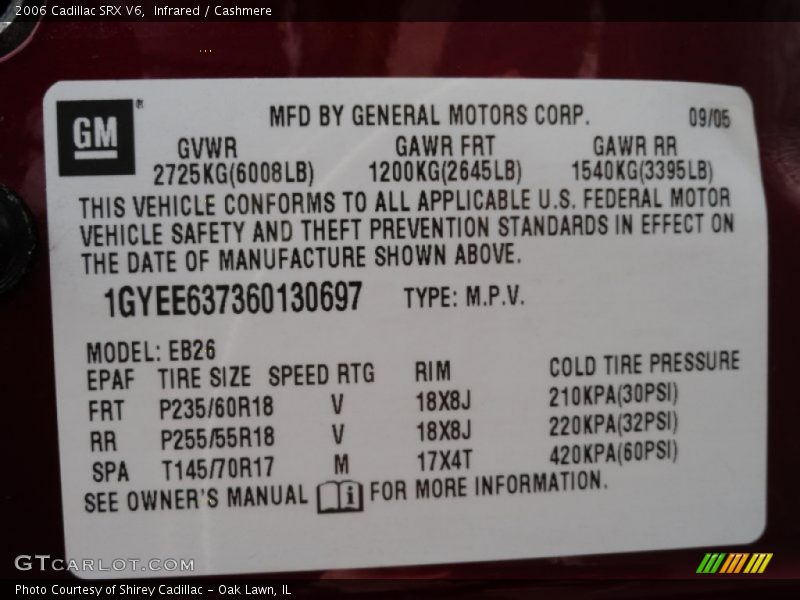 2006 Cadillac SRX V6,  Infrared / Cashmere
GM ®
MFD BY GENERAL MOTORS CORP. 09/05
GVWR GAWR FRT GAWR RR
2725KG(6008LB) 1200KG(2645LB) 1540KG(3395LB)
THIS VEHICLE CONFORMS TO ALL APPLICABLE U.S. FEDERAL MOTOR
VEHICLE SAFETY AND THEFT PREVENTION STANDARDS IN EFFECT ON
THE DATE OF MANUFACTURE SHOWN ABOVE.
1GYEE637360130697 TYPE: M.P.V.
MODEL: EB26
EPAF TIRE SIZE SPEED RTG RIM COLD TIRE PRESSURE
FRT P235/60R18 V 18X8J 210KPA(30PSI)
RR P255/55R18 V 18X8J 220KPA(32PSI)
SPA T145/70R17 M 17X4T 420KPA(60PSI)
SEE OWNER'S MANUAL i FOR MORE INFORMATION.
GTCARLOT.COM
Photo Courtesy of Shirey Cadillac - Oak Lawn, IL